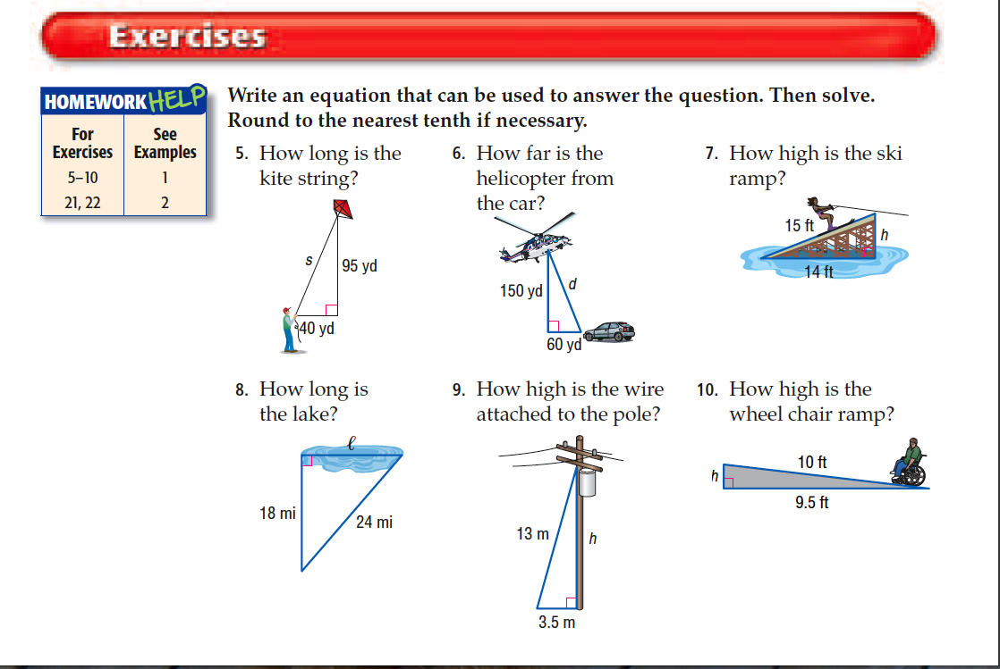 Exercises
HOMEWORK HELP
For Exercises See Examples
5–10 1
21, 22 2
Write an equation that can be used to answer the question. Then solve.
Round to the nearest tenth if necessary.
5. How long is the
kite string?
s
95 yd
40 yd
6. How far is the
helicopter from
the car?
150 yd
d
60 yd
7. How high is the ski
ramp?
15 ft
h
14 ft
8. How long is
the lake?
ℓ
18 mi
24 mi
9. How high is the wire
attached to the pole?
13 m
h
3.5 m
10. How high is the
wheel chair ramp?
10 ft
h
9.5 ft